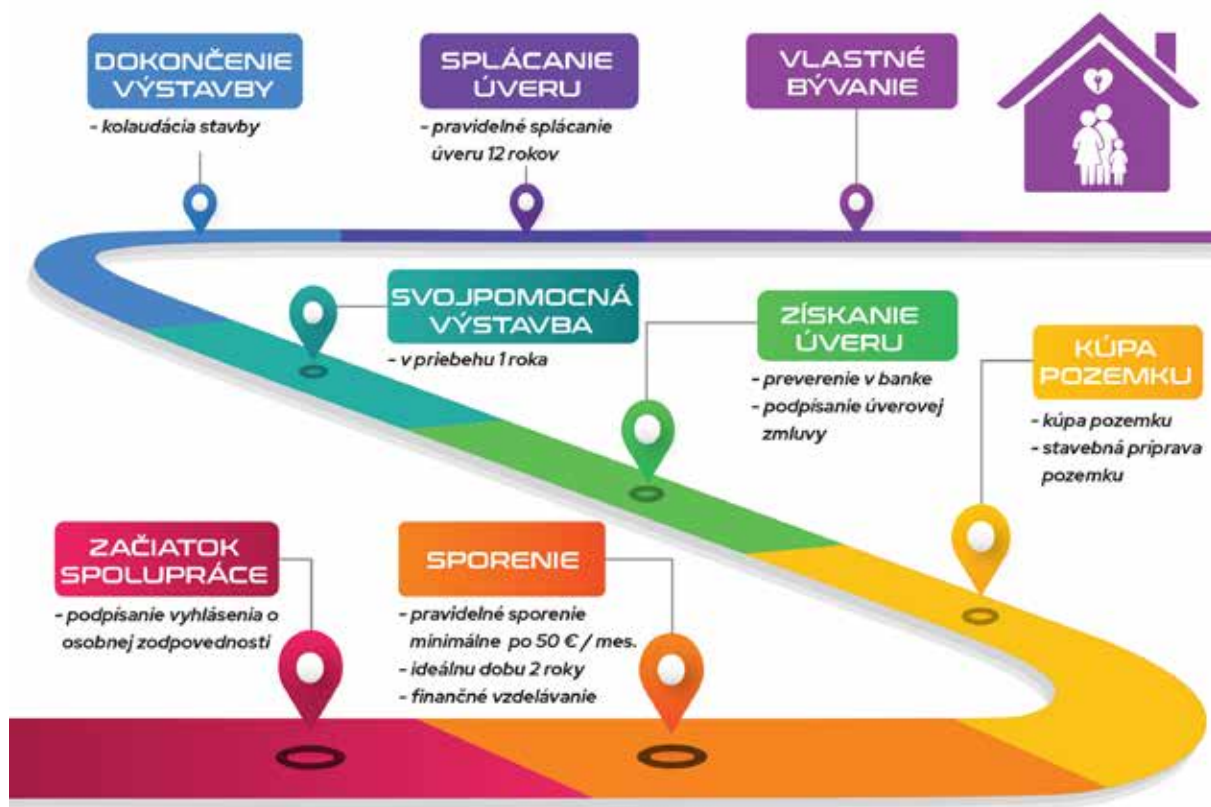 DOKONČENIE
VÝSTAVBY
- kolaudácia stavby
SPLÁCANIE
ÚVERU
- pravidelné splácanie
úveru 12 rokov
VLASTNÉ
BÝVANIE
SVOJPOMOCNÁ
VÝSTAVBA
- v priebehu 1 roka
ZÍSKANIE
ÚVERU
- preverenie v banke
- podpísanie úverovej
zmluvy
KÚPA
POZEMKU
- kúpa pozemku
- stavebná príprava
pozemku
ZAČIATOK
SPOLUPRÁCE
- podpísanie vyhlásenia o
osobnej zodpovednosti
SPORENIE
- pravidelné sporenie
minimálne po 50 € / mes.
- ideálnu dobu 2 roky
- finančné vzdelávanie